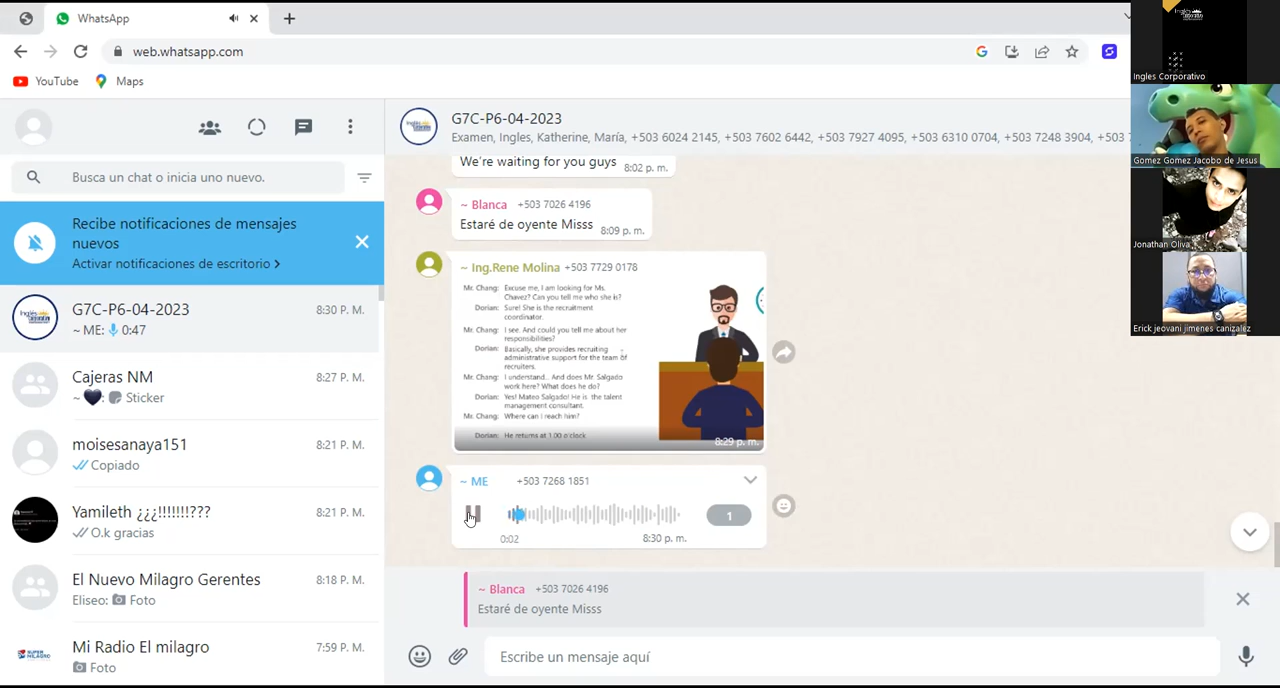 WhatsApp
web.whatsapp.com
YouTube
Maps
Busca un chat o inicia uno nuevo.
Recibe notificaciones de mensajes
nuevos
Activar notificaciones de escritorio >
G7C-P6-04-2023
8:30 P. M.
~ ME: 0:47
Cajeras NM
8:27 P. M.
~ 🖤: Sticker
moisesanaya151
8:21 P. M.
Copiado
Yamileth ¿¿¿!!!!!!!???
8:21 P. M.
O.k gracias
El Nuevo Milagro Gerentes
8:18 P. M.
Eliseo: Foto
Mi Radio El milagro
7:59 P. M.
Foto
G7C-P6-04-2023
Examen, Ingles, Katherine, María, +503 6024 2145, +503 7602 6442, +503 7927 4095, +503 6310 0704, +503 7248 3904, +503 7
We're waiting for you guys 8:02 p. m.
~ Blanca +503 7026 4196
Estaré de oyente Misss 8:09 p. m.
~ Ing.Rene Molina +503 7729 0178
Mr. Chang: Excuse me, I am looking for Ms.
Chavez? Can you tell me who she is?
Dorian: Sure! She is the recruitment
coordinator.
Mr. Chang: I see. And could you tell me about her
responsibilities?
Dorian: Basically, she provides recruiting
administrative support for the team of
recruiters.
Mr. Chang: I understand... And does Mr. Salgado
work here? What does he do?
Dorian: Yes! Mateo Salgado! He is the talent
management consultant.
Mr. Chang: Where can I reach him?
Dorian: He returns at 1:00 o'clock
8:29 p. m.
~ ME +503 7268 1851
1
0:02
8:30 p. m.
~ Blanca +503 7026 4196
Estaré de oyente Misss
Escribe un mensaje aquí
Ingles Corporativo
Gomez Gomez Jacobo de Jesus
Jonathan Oliva
Erick jeovani jimenes canizalez